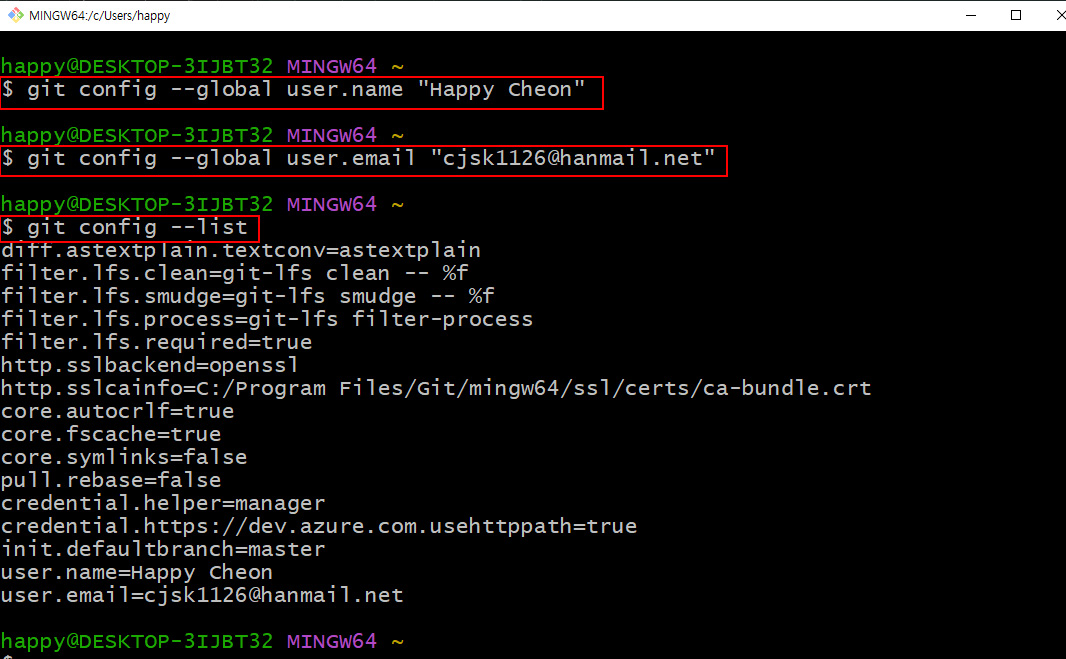 MINGW64:/c/Users/happy
happy@DESKTOP-3IJBT32 MINGW64 ~
$ git config --global user.name "Happy Cheon"
happy@DESKTOP-3IJBT32 MINGW64 ~
$ git config --global user.email "cjsk1126@hanmail.net"
happy@DESKTOP-3IJBT32 MINGW64 ~
$ git config --list
diff.astextplain.textconv=astextplain
filter.lfs.clean=git-lfs clean -- %f
filter.lfs.smudge=git-lfs smudge -- %f
filter.lfs.process=git-lfs filter-process
filter.lfs.required=true
http.sslbackend=openssl
http.sslcainfo=C:/Program Files/Git/mingw64/ssl/certs/ca-bundle.crt
core.autocrlf=true
core.fscache=true
core.symlinks=false
pull.rebase=false
credential.helper=manager
credential.https://dev.azure.com.usehttppath=true
init.defaultbranch=master
user.name=Happy Cheon
user.email=cjsk1126@hanmail.net
happy@DESKTOP-3IJBT32 MINGW64 ~